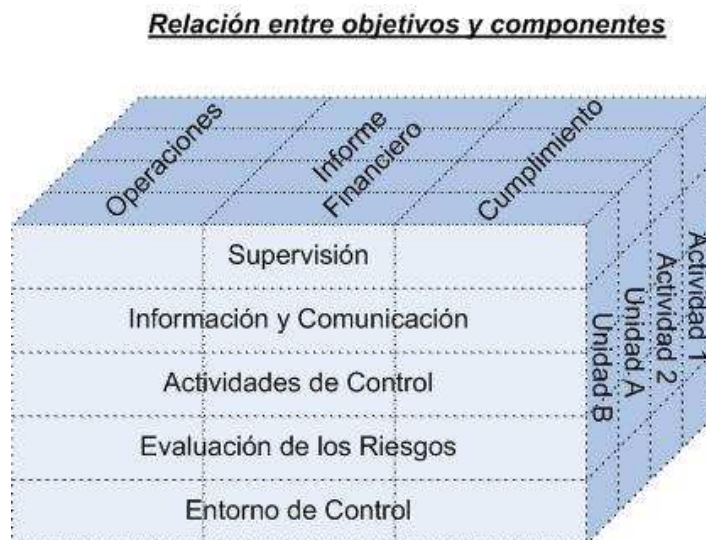 Relación entre objetivos y componentes
Operaciones
Informe
Financiero
Cumplimiento
Supervisión
Información y Comunicación
Actividades de Control
Evaluación de los Riesgos
Entorno de Control
Unidad B
Unidad A
Actividad 2
Actividad 1